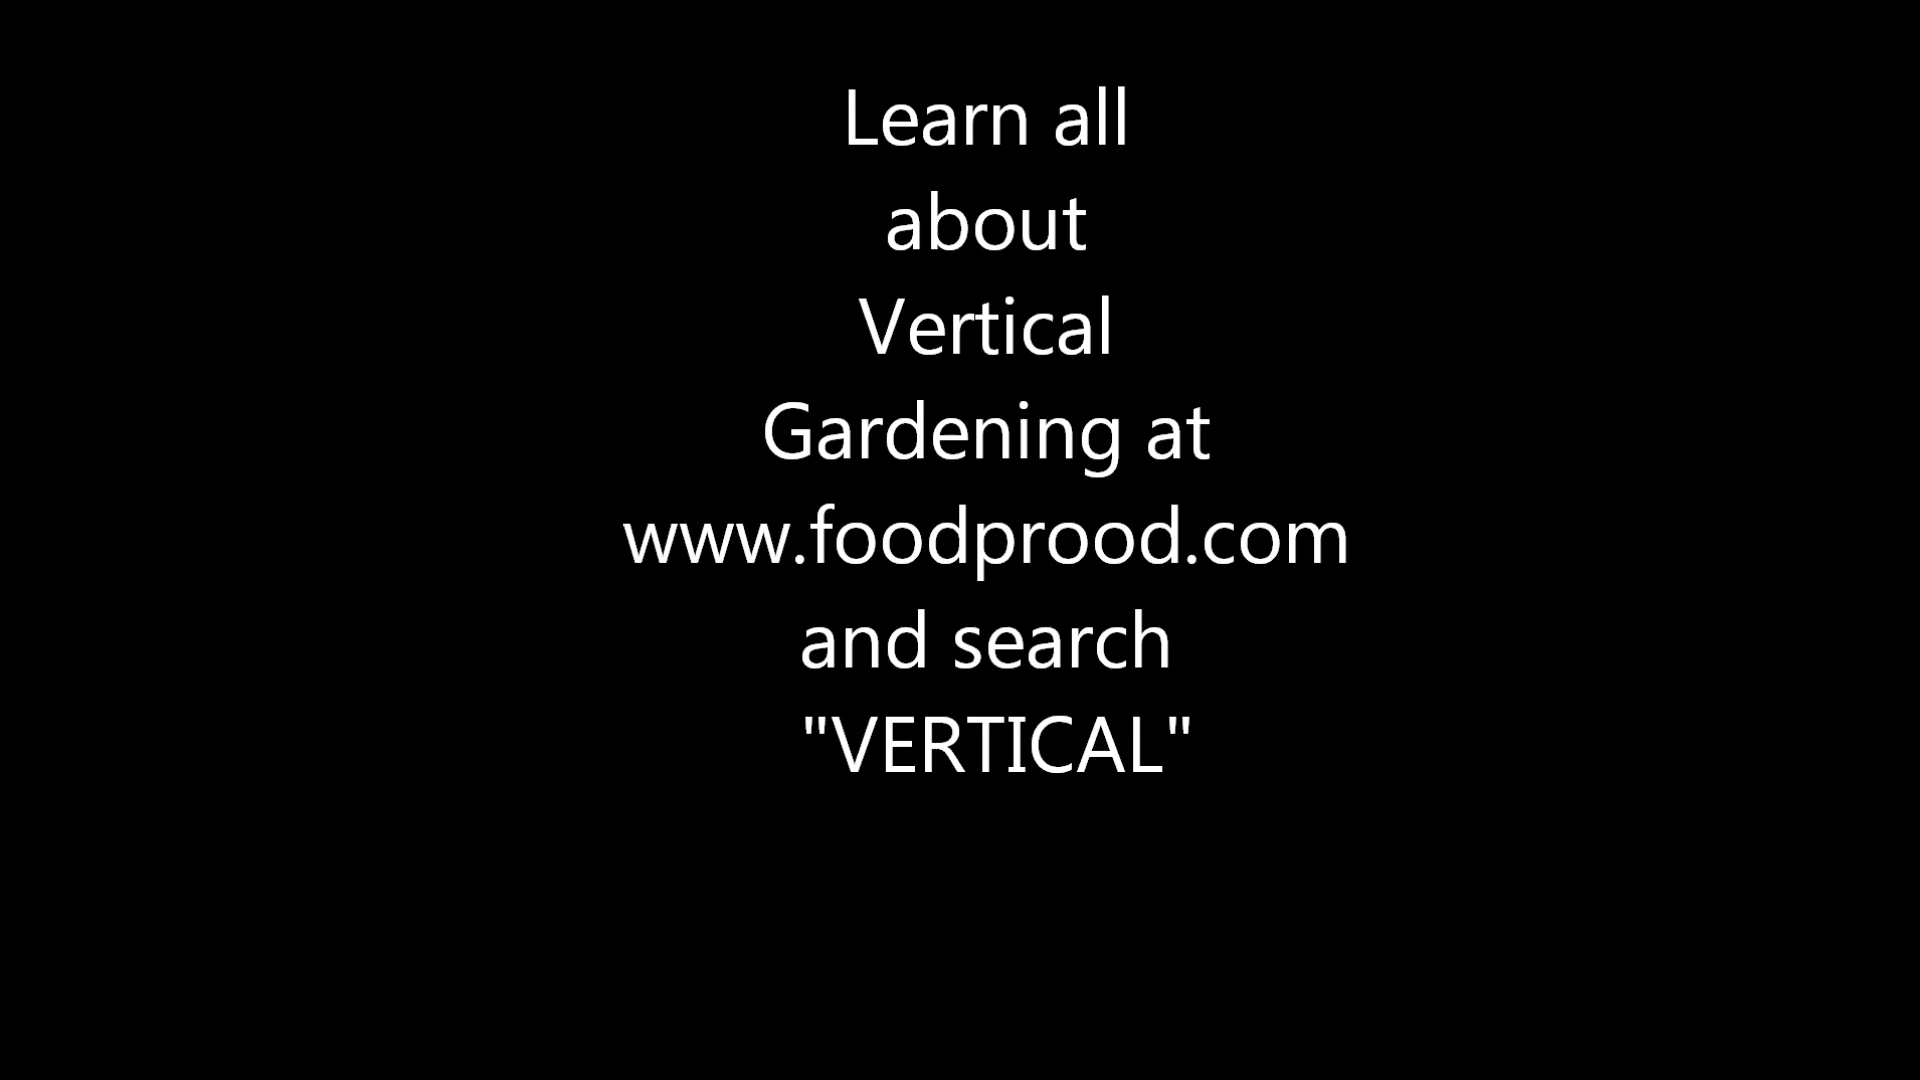 Learn all
about
Vertical
Gardening at
www.foodprood.com
and search
"VERTICAL"